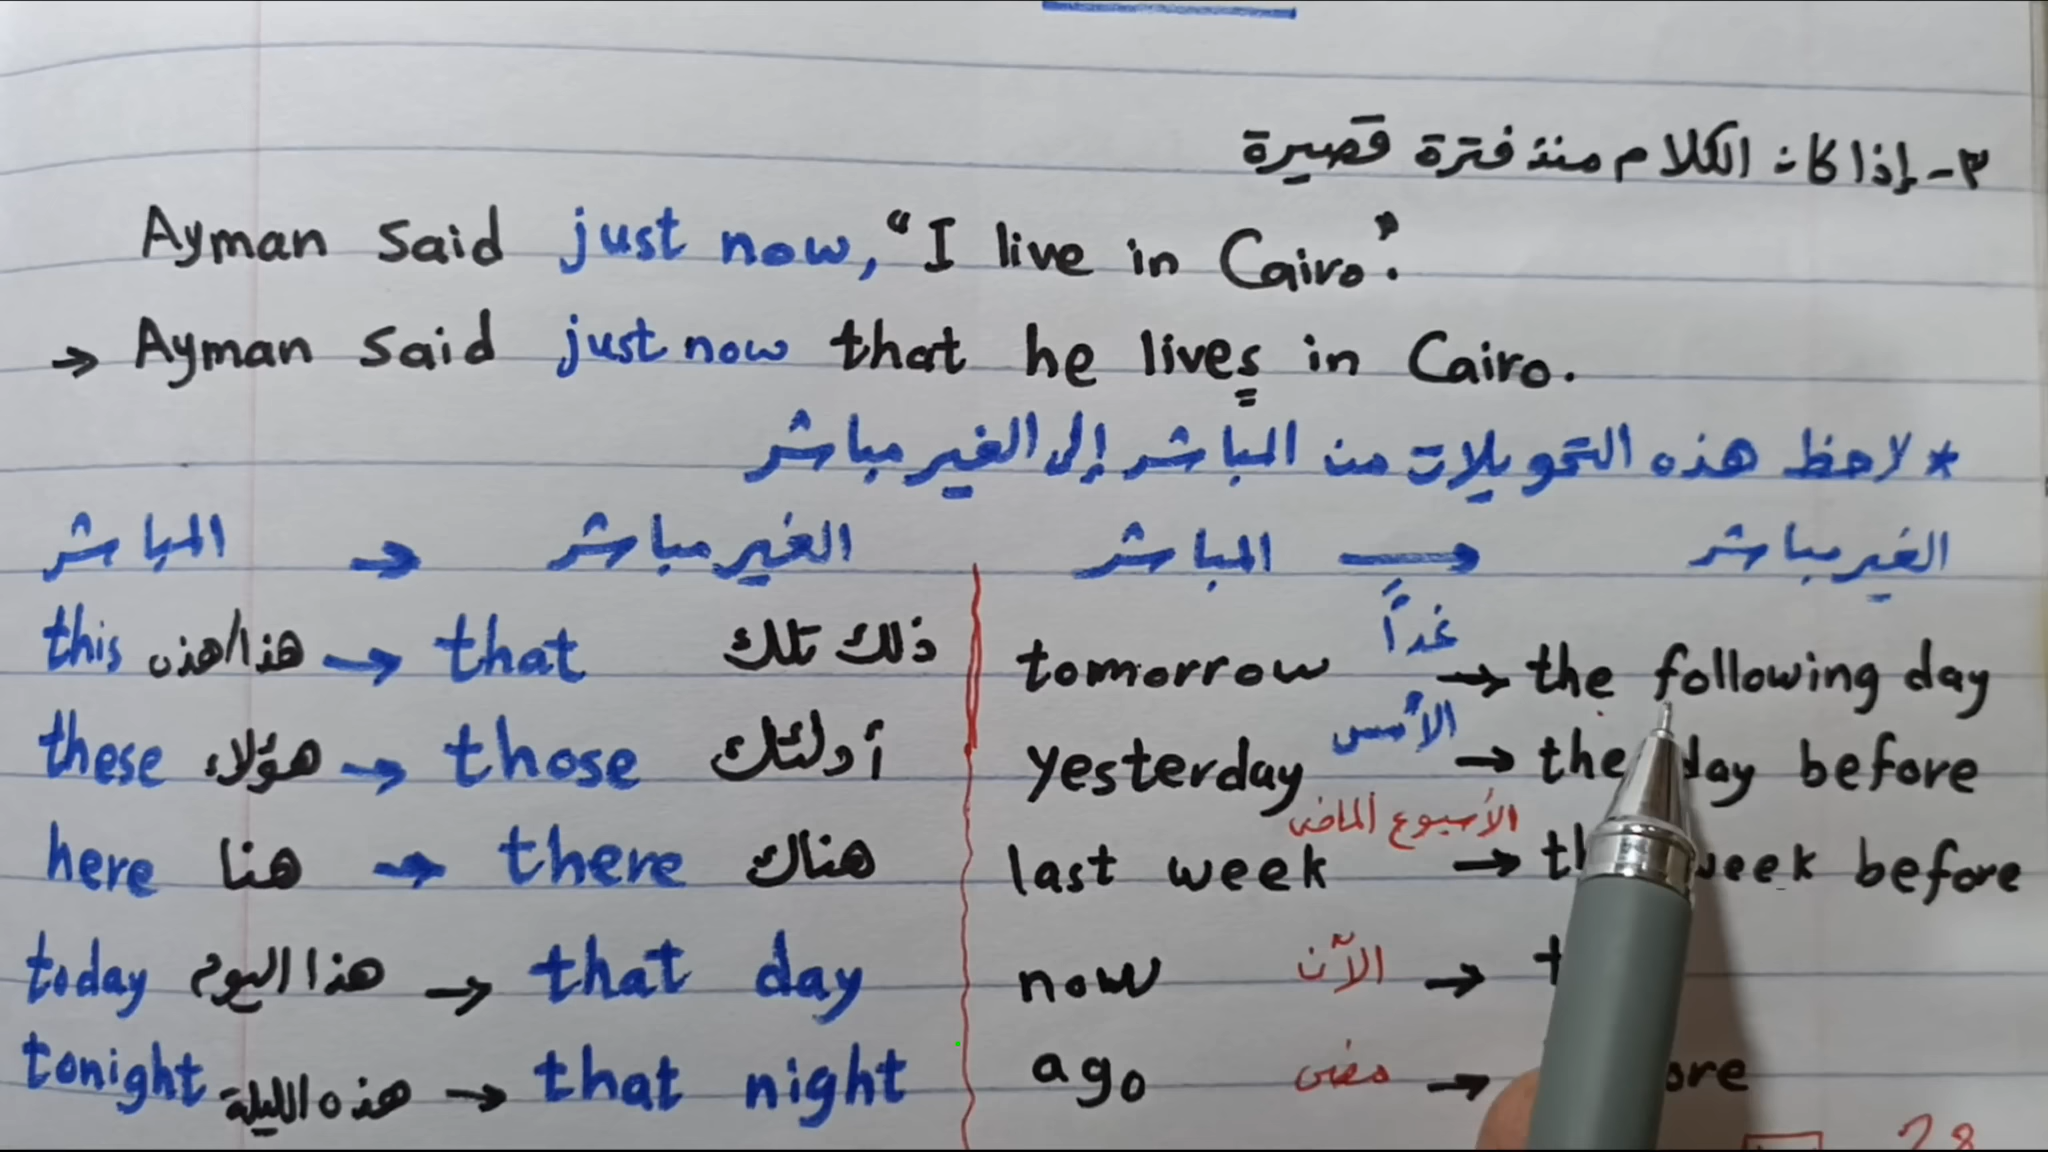 ٣- إذا كان الكلام منذ فترة قصيرة
Ayman said just now, "I live in Cairo".
→ Ayman said just now that he lives in Cairo.
* لاحظ هذه التحويلات من المباشر إلى الغير مباشر
المباشر → الغير مباشر
this هذا/هذه → that ذلك تلك
these هؤلاء → those أولئك
here هنا → there هناك
today هذا اليوم → that day
tonight هذه الليلة → that night
المباشر → الغير مباشر
tomorrow غداً → the following day
yesterday الأمس → the day before
last week الأسبوع الماضى → week before
now الآن →
ago مضى →
28